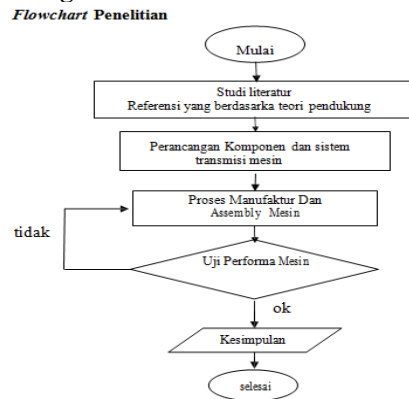 Flowchart Penelitian
Mulai
Studi literatur
Referensi yang berdasarka teori pendukung
Perancangan Komponen dan sistem
transmisi mesin
Proses Manufaktur Dan
Assembly Mesin
tidak
Uji Performa Mesin
ok
Kesimpulan
selesai